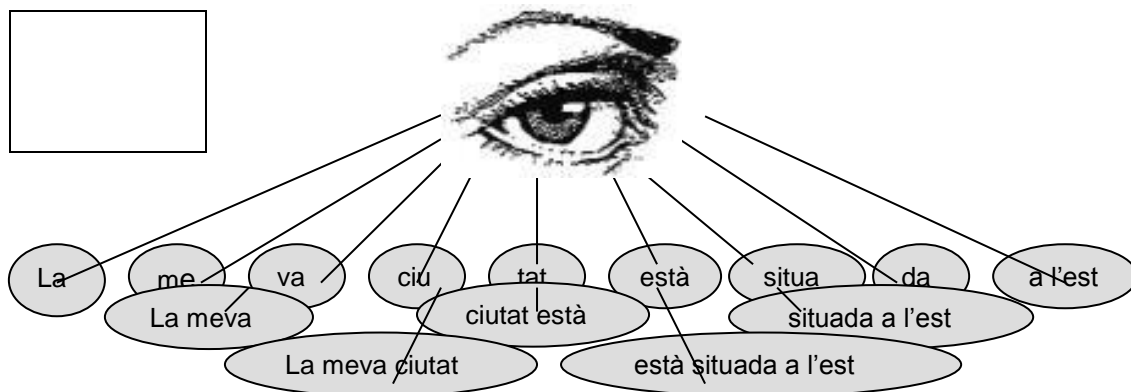 La me va ciu tat està situa da a l’est
La meva ciutat està situada a l’est
La meva ciutat està situada a l’est